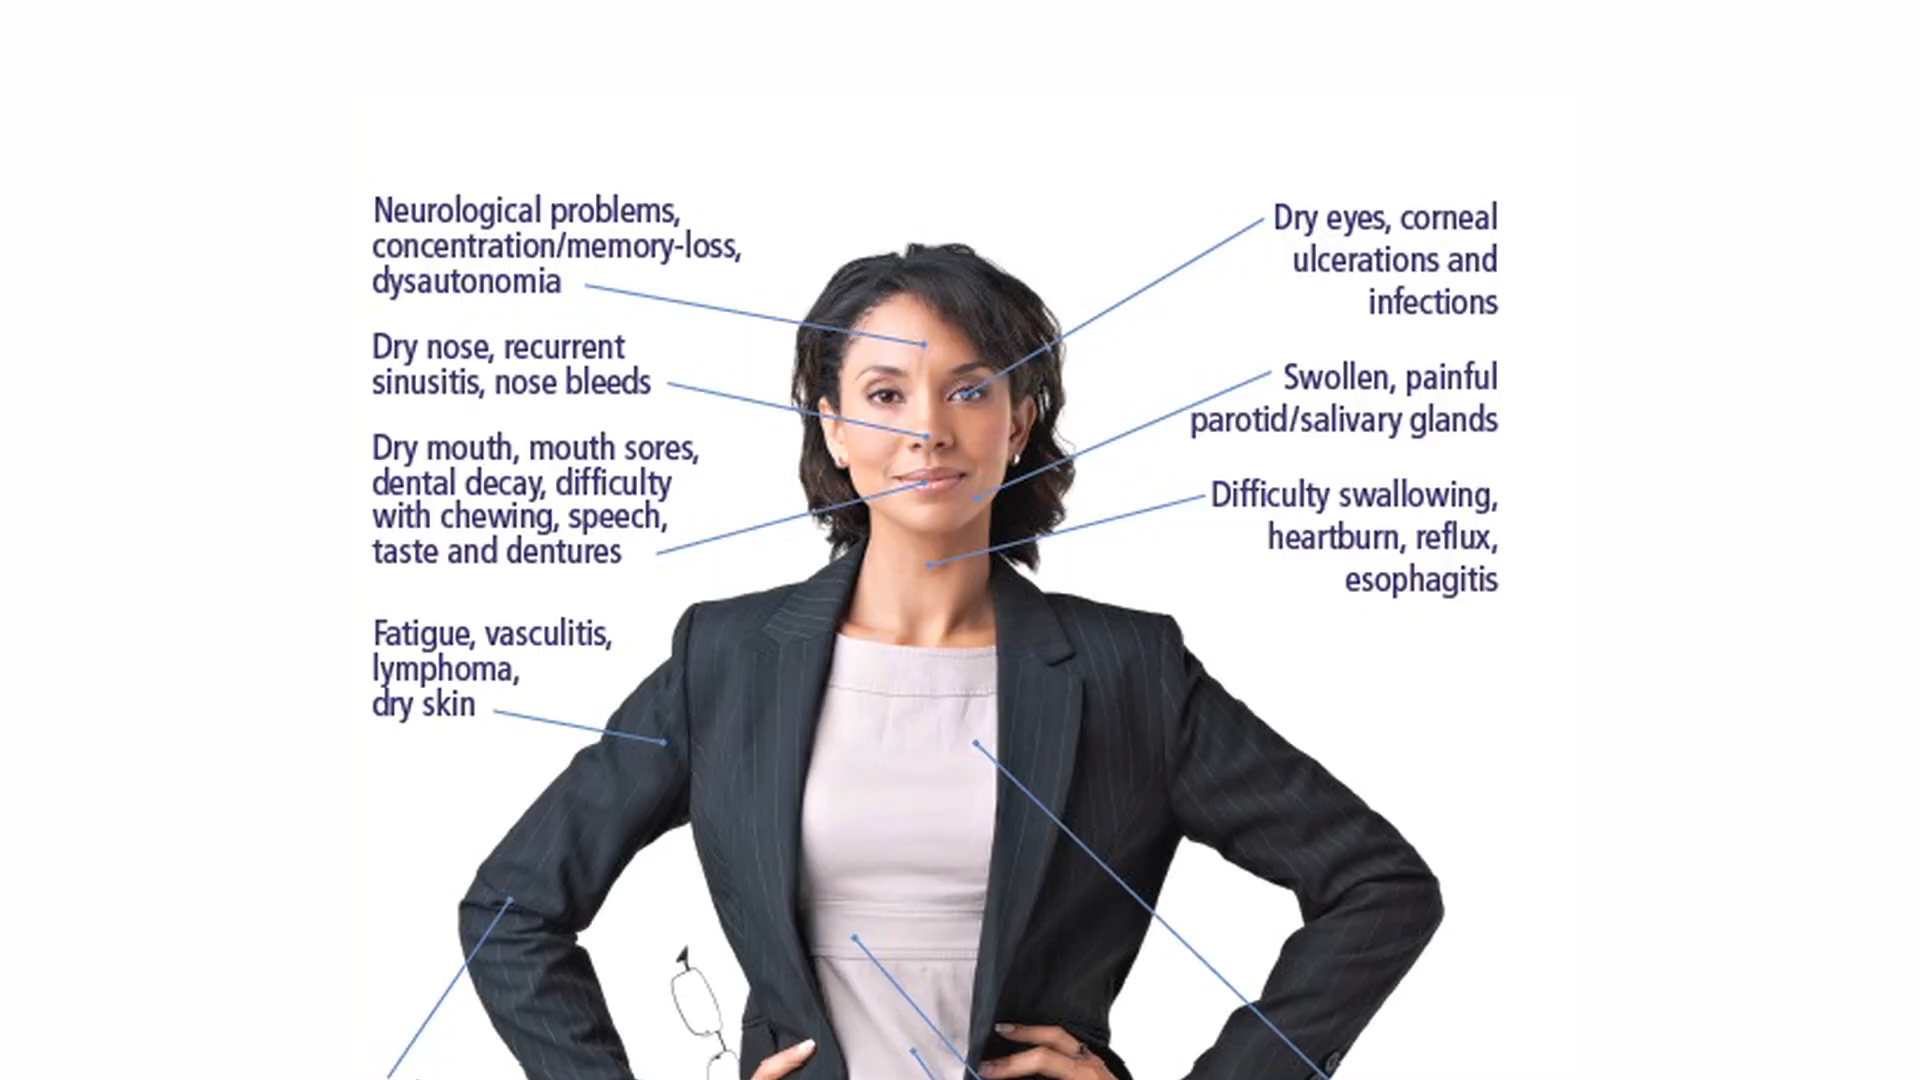 Neurological problems,
concentration/memory-loss,
dysautonomia
Dry nose, recurrent
sinusitis, nose bleeds
Dry mouth, mouth sores,
dental decay, difficulty
with chewing, speech,
taste and dentures
Fatigue, vasculitis,
lymphoma,
dry skin
Dry eyes, corneal
ulcerations and
infections
Swollen, painful
parotid/salivary glands
Difficulty swallowing,
heartburn, reflux,
esophagitis